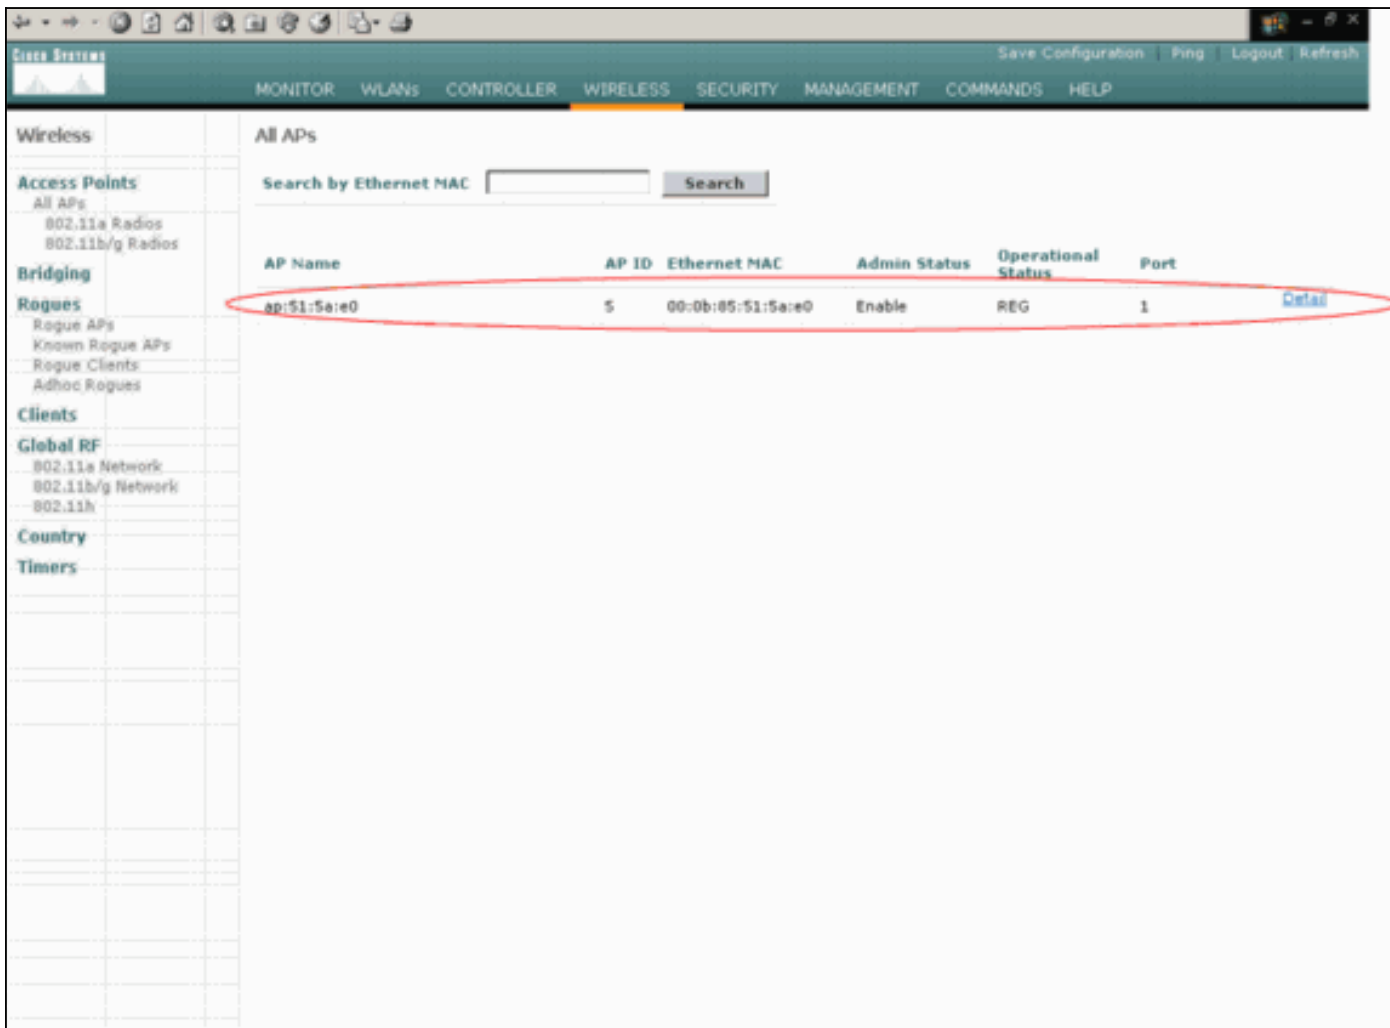 CISCO SYSTEMS
Save Configuration | Ping | Logout | Refresh
MONITOR WLANs CONTROLLER WIRELESS SECURITY MANAGEMENT COMMANDS HELP
Wireless
Access Points
All APs
802.11a Radios
802.11b/g Radios
Bridging
Rogues
Rogue APs
Known Rogue APs
Rogue Clients
Adhoc Rogues
Clients
Global RF
802.11a Network
802.11b/g Network
802.11h
Country
Timers
All APs
Search by Ethernet MAC Search
AP Name AP ID Ethernet MAC Admin Status Operational Status Port
ap:51:5a:e0 5 00:0b:85:51:5a:e0 Enable REG 1 Detail